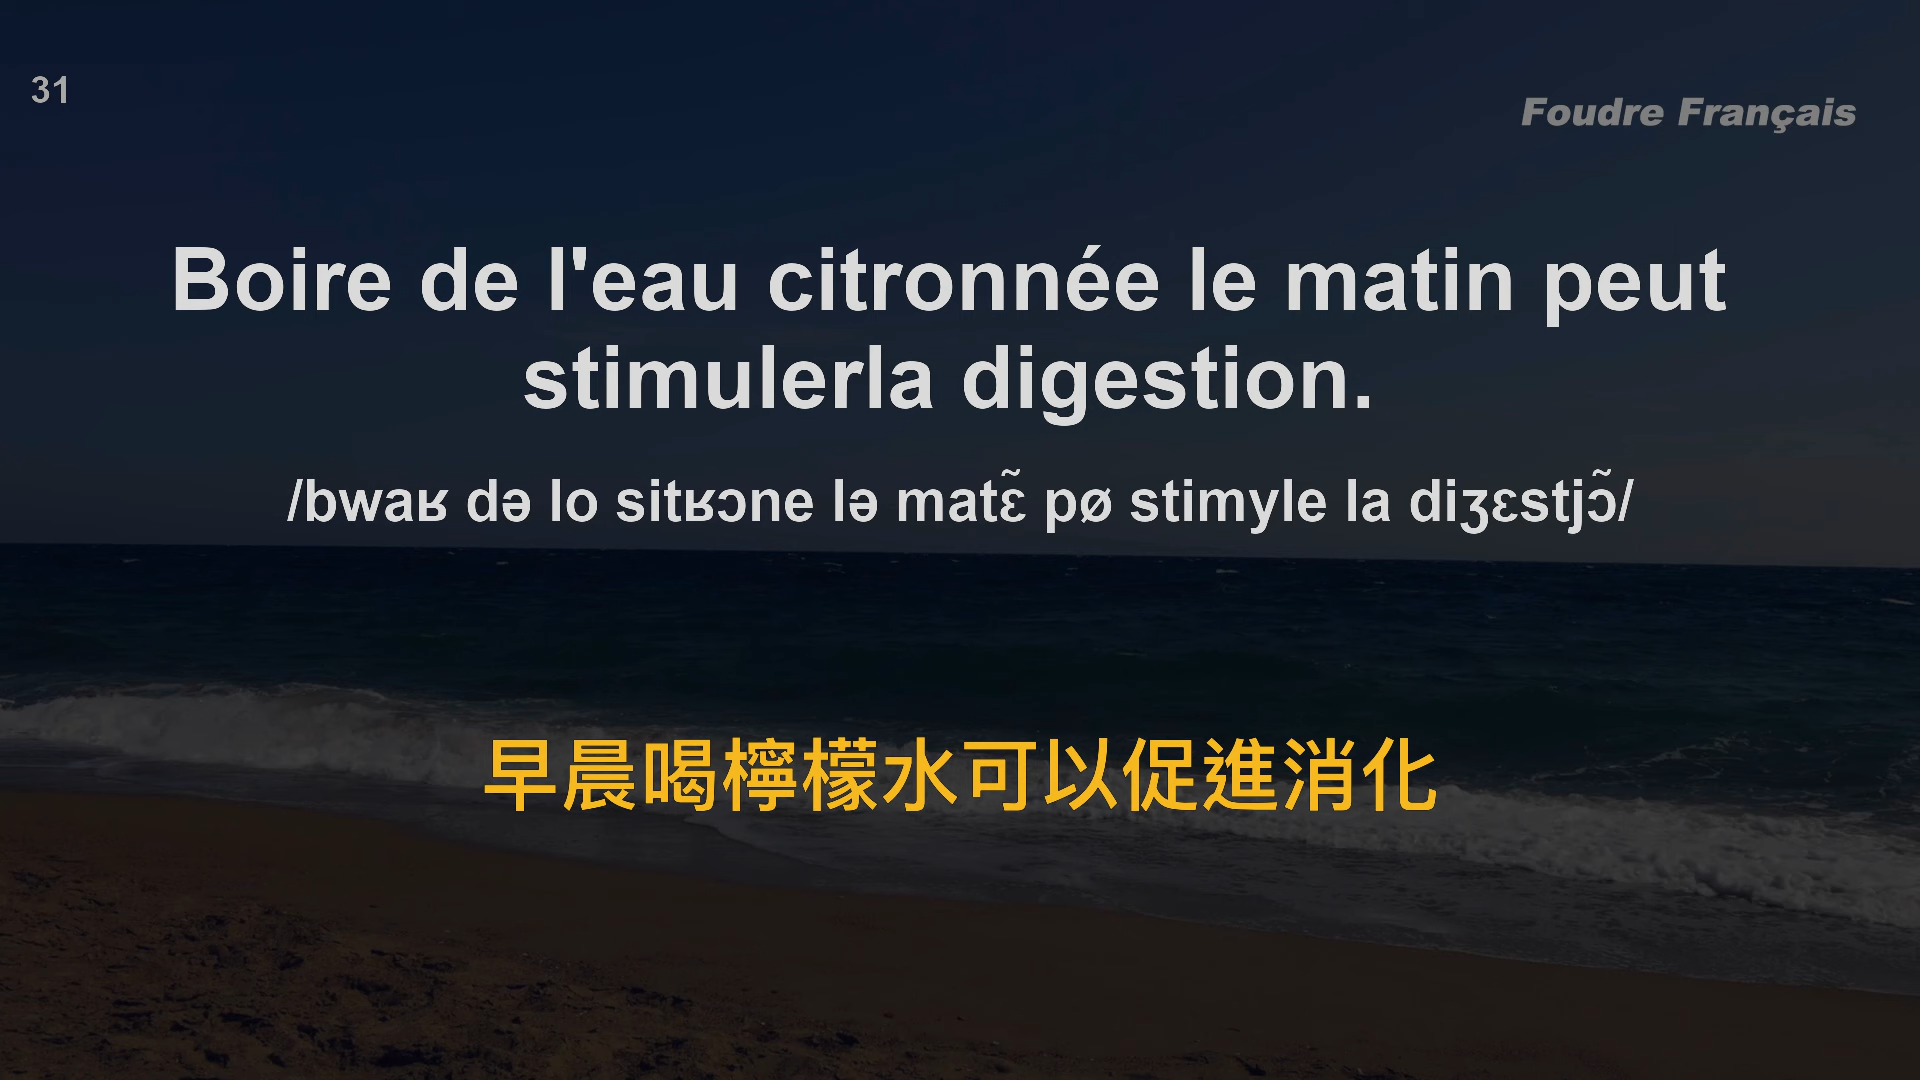 31
Foudre Français
Boire de l'eau citronnée le matin peut
stimulerla digestion.
/bwaʁ də lo sitʁɔne lə matɛ̃ pø stimyle la diʒɛstjɔ̃/
早晨喝檸檬水可以促進消化